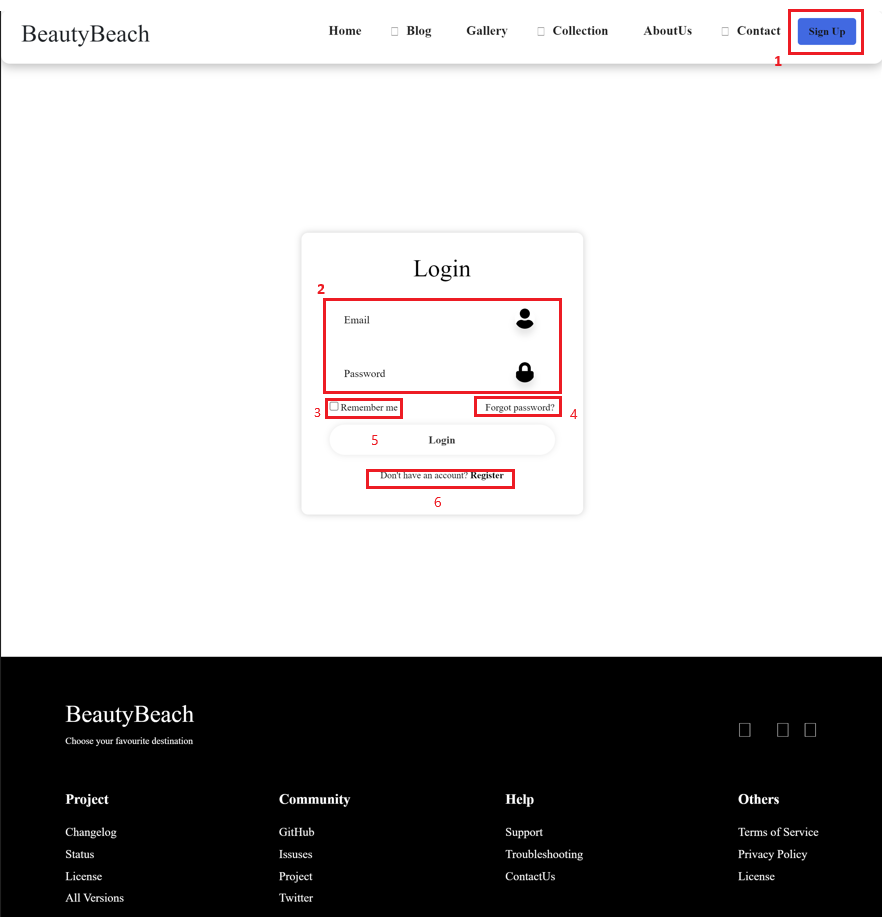 BeautyBeach Home Blog Gallery Collection AboutUs Contact Sign Up
1
Login
2
Email
Password
3 Remember me Forgot password? 4
5 Login
Don't have an account? Register
6
BeautyBeach
Choose your favourite destination
Project Community Help Others
Changelog GitHub Support Terms of Service
Status Issuses Troubleshooting Privacy Policy
License Project ContactUs License
All Versions Twitter